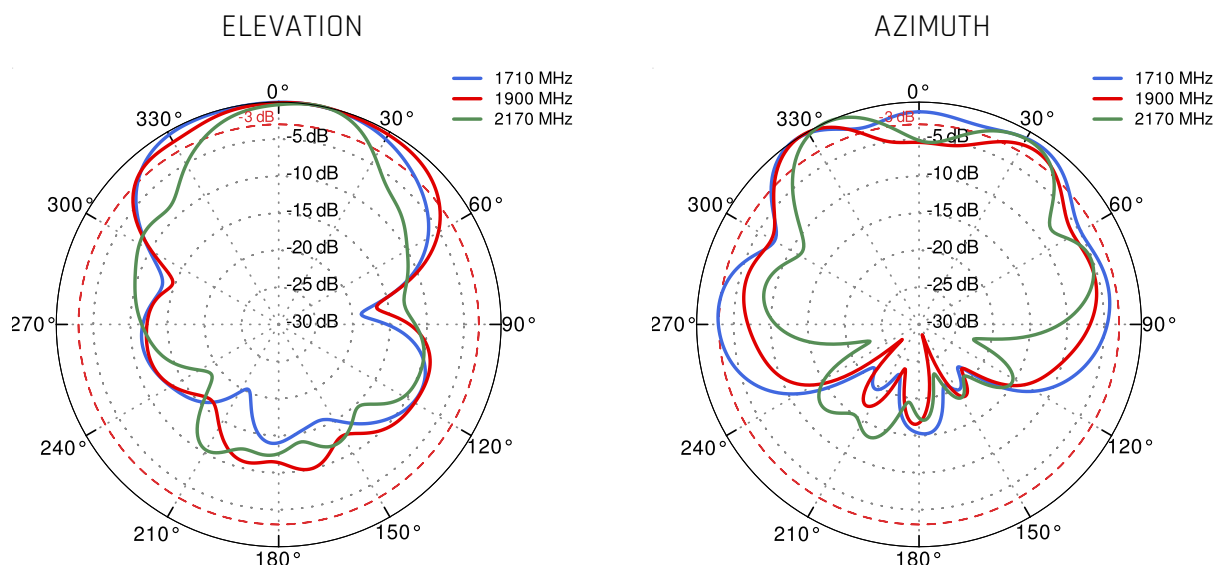 ELEVATION
AZIMUTH
1710 MHz
1900 MHz
2170 MHz
0°
30°
60°
90°
120°
150°
180°
210°
240°
270°
300°
330°
-3 dB
-5 dB
-10 dB
-15 dB
-20 dB
-25 dB
-30 dB
1710 MHz
1900 MHz
2170 MHz
0°
30°
60°
90°
120°
150°
180°
210°
240°
270°
300°
330°
-3 dB
-5 dB
-10 dB
-15 dB
-20 dB
-25 dB
-30 dB